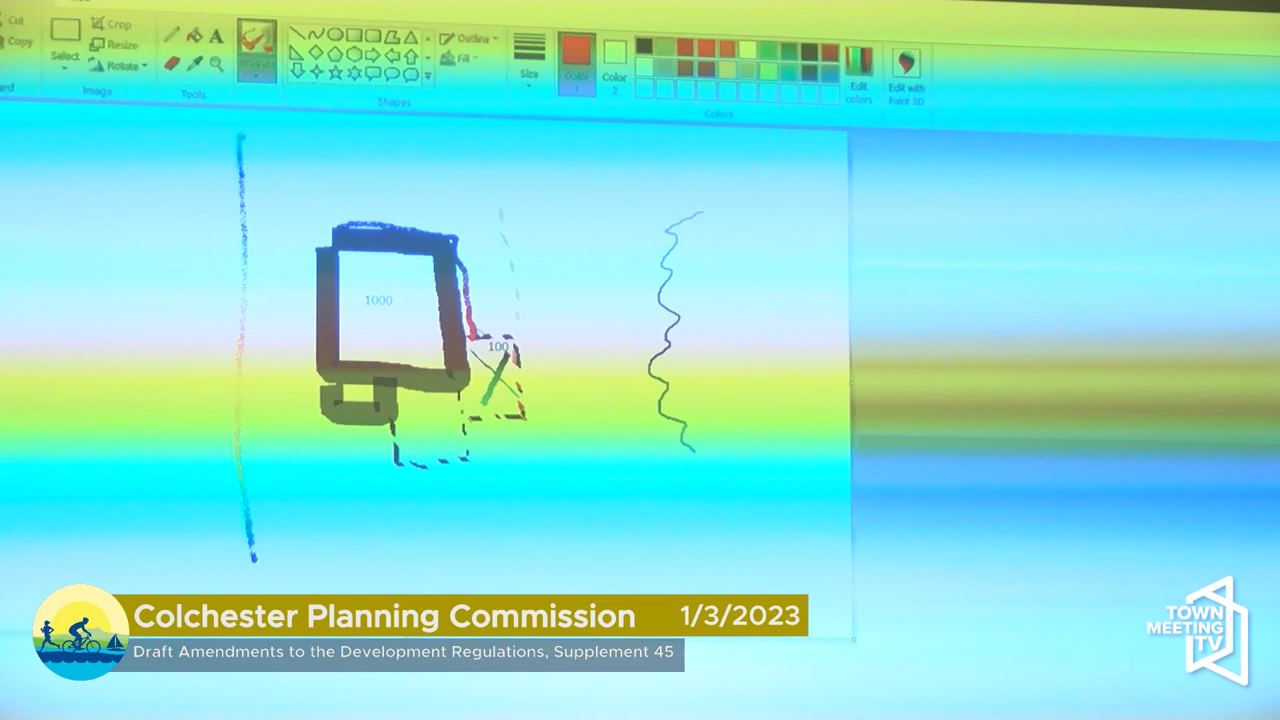 Cut
Crop
Copy
Select
Resize
Rotate
Image
Tools
A
Outline
Fill
Shapes
Size
Color
1
Color
2
Colors
Edit
colors
Edit with
Paint 3D
1000
100
Colchester Planning Commission 1/3/2023
Draft Amendments to the Development Regulations, Supplement 45
TOWN
MEETING
TV